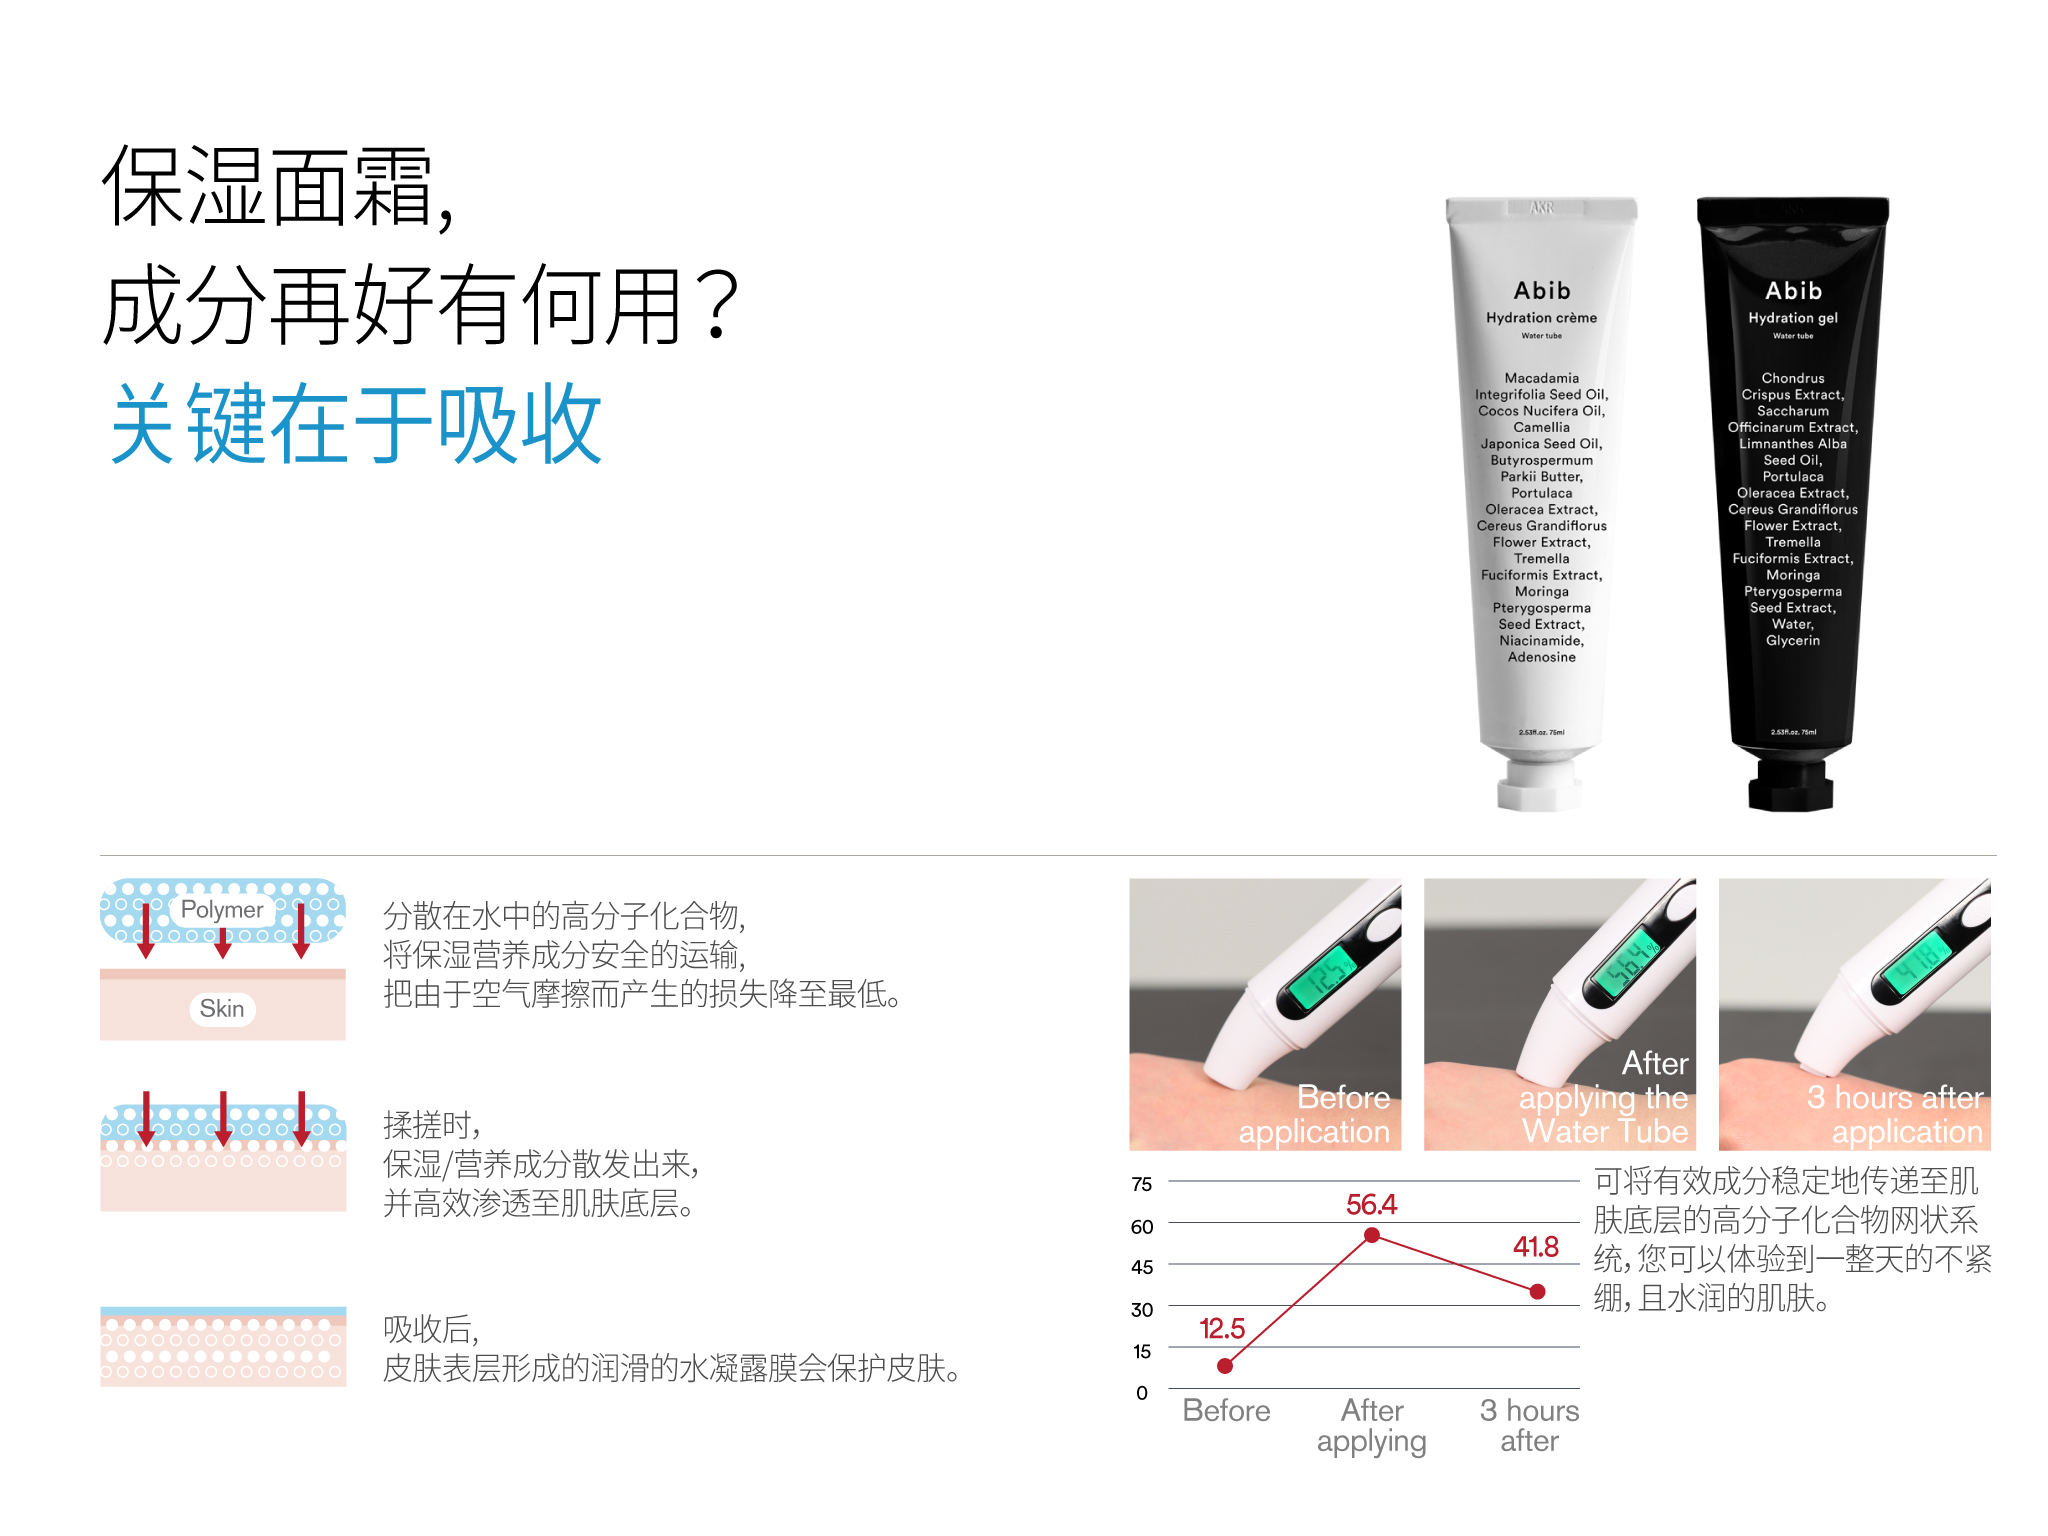 保湿面霜,
成分再好有何用？
关键在于吸收
AKR
Abib
Hydration crème
Water tube
Macadamia
Integrifolia Seed Oil,
Cocos Nucifera Oil,
Camellia
Japonica Seed Oil,
Butyrospermum
Parkii Butter,
Portulaca
Oleracea Extract,
Cereus Grandiflorus
Flower Extract,
Tremella
Fuciformis Extract,
Moringa
Pterygosperma
Seed Extract,
Niacinamide,
Adenosine
2.53fl.oz. 75ml
Abib
Hydration gel
Water tube
Chondrus
Crispus Extract,
Saccharum
Officinarum Extract,
Limnanthes Alba
Seed Oil,
Portulaca
Oleracea Extract,
Cereus Grandiflorus
Flower Extract,
Tremella
Fuciformis Extract,
Moringa
Pterygosperma
Seed Extract,
Water,
Glycerin
2.53fl.oz. 75ml
Polymer
Skin
分散在水中的高分子化合物,
将保湿营养成分安全的运输,
把由于空气摩擦而产生的损失降至最低。
揉搓时,
保湿/营养成分散发出来,
并高效渗透至肌肤底层。
吸收后,
皮肤表层形成的润滑的水凝露膜会保护皮肤。
12.5%
Before
application
56.4%
After
applying the
Water Tube
41.8%
3 hours after
application
75
60
45
30
15
0
12.5
56.4
41.8
Before
After
applying
3 hours
after
可将有效成分稳定地传递至肌
肤底层的高分子化合物网状系
统, 您可以体验到一整天的不紧
绷, 且水润的肌肤。